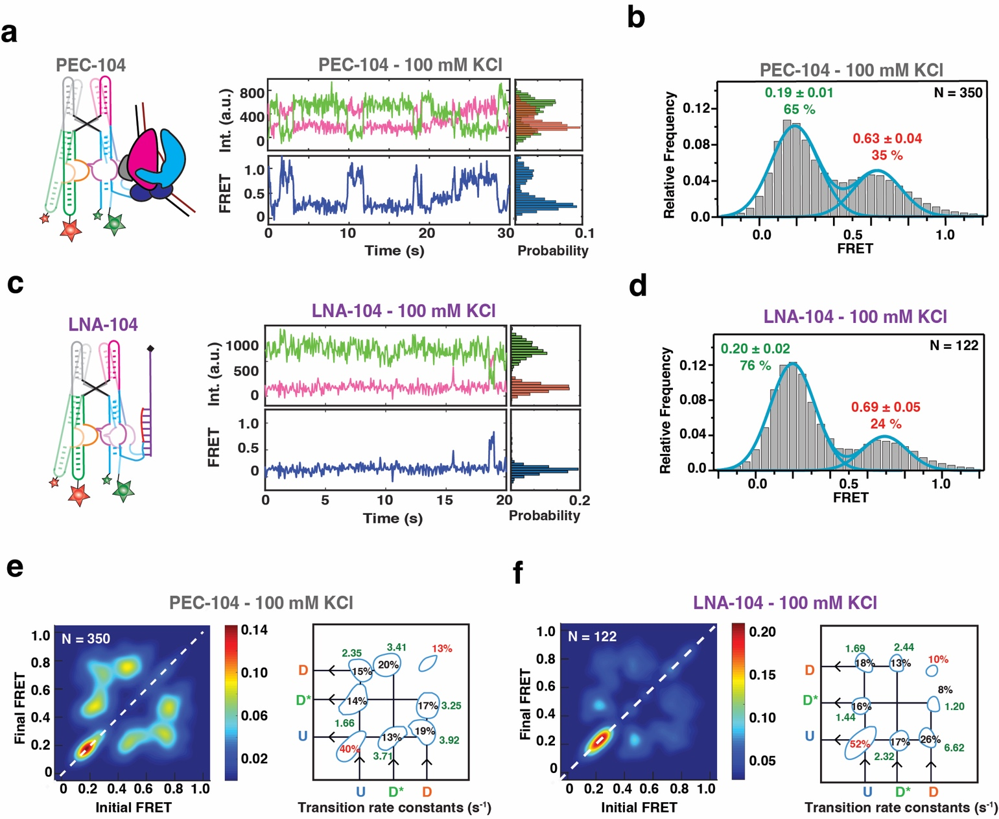 a
PEC-104
PEC-104 - 100 mM KCl
Int. (a.u.)
800
400
0
FRET
1.0
0.5
0
0 10 20 30
Time (s)
0.1
Probability
b
PEC-104 - 100 mM KCl
0.19 ± 0.01
65 %
N = 350
0.63 ± 0.04
35 %
Relative Frequency
0.12
0.08
0.04
0.0
0.0 0.5 1.0
FRET
c
LNA-104
LNA-104 - 100 mM KCl
Int. (a.u.)
1000
500
0
FRET
1.0
0.5
0
0 5 10 15 20
Time (s)
0.2
Probability
d
LNA-104 - 100 mM KCl
0.20 ± 0.02
76 %
N = 122
0.69 ± 0.05
24 %
Relative Frequency
0.12
0.08
0.04
0.0
0.0 0.5 1.0
FRET
e
PEC-104 - 100 mM KCl
N = 350
Final FRET
1.0
0.8
0.6
0.4
0.2
0
0 0.2 0.4 0.6 0.8 1.0
Initial FRET
0.14
0.10
0.06
0.02
2.35 3.41 13%
D 15% 20%
D* 14% 17% 3.25
1.66
U 13% 19% 3.92
40% 3.71
U D* D
Transition rate constants (s-1)
f
LNA-104 - 100 mM KCl
N = 122
Final FRET
1.0
0.8
0.6
0.4
0.2
0
0 0.2 0.4 0.6 0.8 1.0
Initial FRET
0.20
0.15
0.10
0.05
1.69 2.44 10%
D 18% 13%
8%
D* 16% 1.20
1.44
U 52% 17% 26% 6.62
2.32
U D* D
Transition rate constants (s-1)